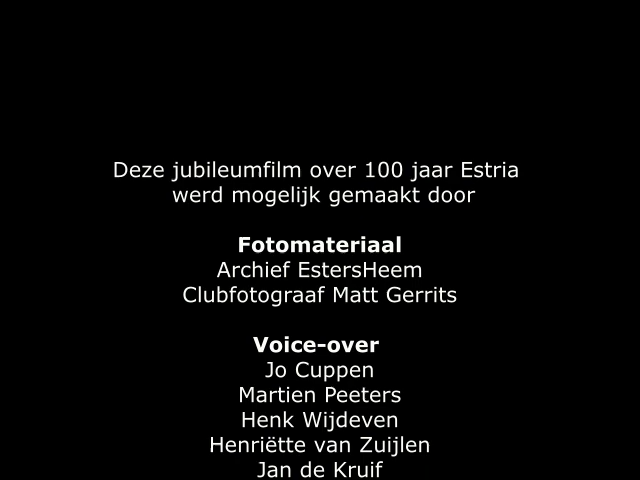 Deze jubileumfilm over 100 jaar Estria
werd mogelijk gemaakt door
Fotomateriaal
Archief EstersHeem
Clubfotograaf Matt Gerrits
Voice-over
Jo Cuppen
Martien Peeters
Henk Wijdeven
Henriëtte van Zuijlen
Jan de Kruif